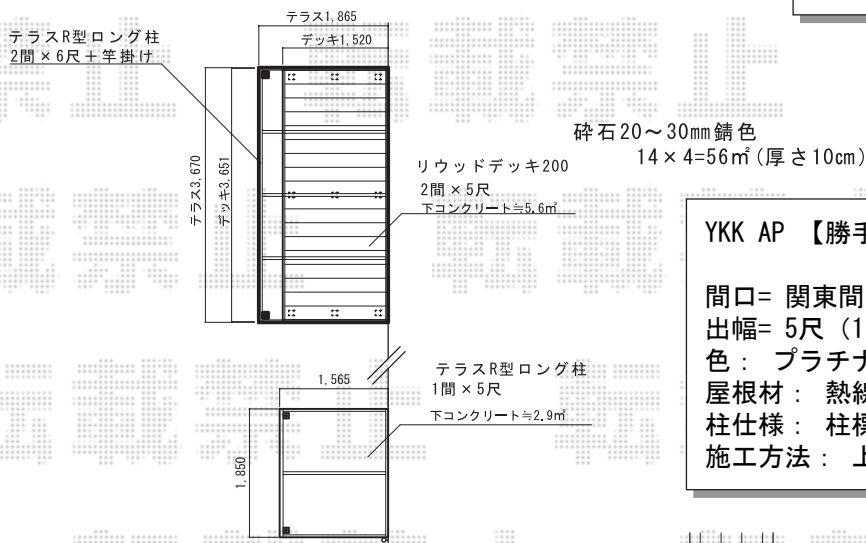 テラス1,865
デッキ1,520
テラスR型ロング柱
2間×6尺＋竿掛け
テラス3,670
デッキ3,651
リウッドデッキ200
2間×5尺
下コンクリート≒5.6㎡
砕石20～30㎜錆色
14×4=56㎡(厚さ10㎝)
1,565
1,850
テラスR型ロング柱
1間×5尺
下コンクリート≒2.9㎡
YKK AP 【勝手
間口= 関東間
出幅= 5尺 (1
色： プラチナ
屋根材： 熱線
柱仕様： 柱標
施工方法： 上
転載禁止